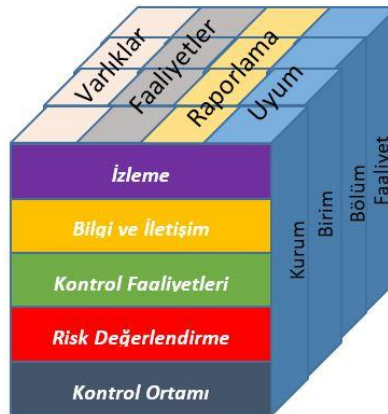 Varlıklar
Faaliyetler
Raporlama
Uyum
İzleme
Bilgi ve İletişim
Kontrol Faaliyetleri
Risk Değerlendirme
Kontrol Ortamı
Kurum
Birim
Bölüm
Faaliyet